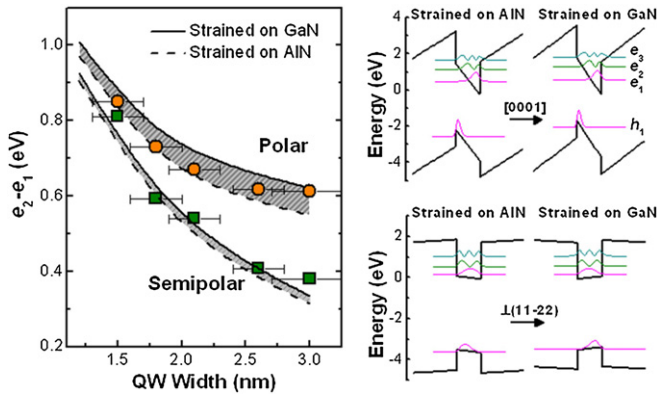 Strained on GaN
Strained on AlN
Polar
Semipolar
1.0
0.8
0.6
0.4
0.2
e₂-e₁ (eV)
1.5 2.0 2.5 3.0
QW Width (nm)
Strained on AlN Strained on GaN
4
2
0
-2
-4
Energy (eV)
e₃
e₂
e₁
[0001]
h₁
Strained on AlN Strained on GaN
2
0
-2
-4
Energy (eV)
⊥(11-22)